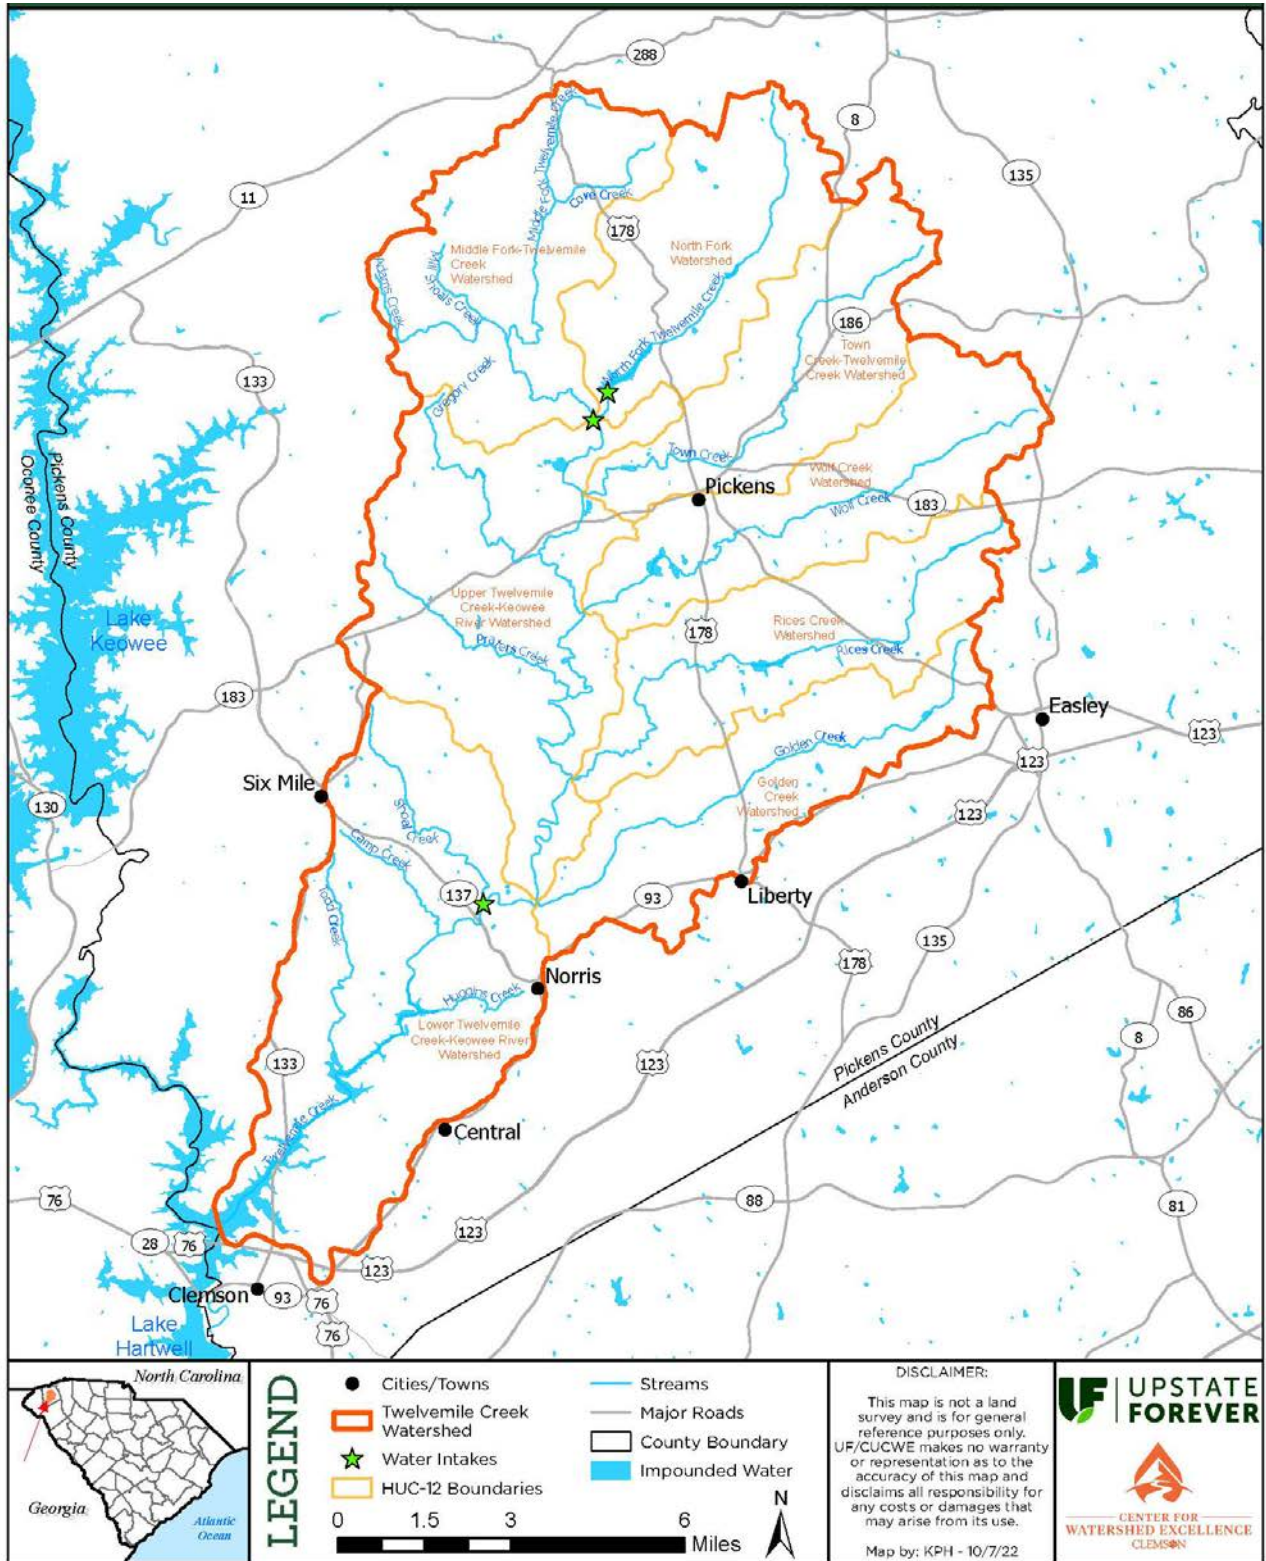 288
8
135
11
Middle Fork Twelvemile Creek
Cove Creek
178
Middle Fork-Twelvemile
Creek
Watershed
North Fork
Watershed
Adams Creek
Mill Shoals Creek
North Fork Twelvemile Creek
186
Town
Creek-Twelvemile
Creek Watershed
133
Gregory Creek
Pickens County
Oconee County
Town Creek
Wolf Creek
Watershed
Pickens
Wolf Creek
183
Upper Twelvemile
Creek-Keowee
River Watershed
Lake
Keowee
Praters Creek
178
Rices Creek
Watershed
Rices Creek
183
Easley
123
Golden Creek
123
Six Mile
Golden
Creek
Watershed
130
123
Shoal Creek
Camp Creek
137
93
Liberty
Todd Creek
135
178
Norris
Huggins Creek
86
Lower Twelvemile
Creek-Keowee River
Watershed
8
Pickens County
Anderson County
133
123
Twelvemile Creek
Central
76
88
81
28
76
123
123
Clemson
93
76
76
Lake
Hartwell
North Carolina
Georgia
Atlantic
Ocean
LEGEND
Cities/Towns
Twelvemile Creek
Watershed
Water Intakes
HUC-12 Boundaries
Streams
Major Roads
County Boundary
Impounded Water
0 1.5 3 6
Miles
N
DISCLAIMER:
This map is not a land
survey and is for general
reference purposes only.
UF/CUCWE makes no warranty
or representation as to the
accuracy of this map and
disclaims all responsibility for
any costs or damages that
may arise from its use.
Map by: KPH - 10/7/22
UF
UPSTATE
FOREVER
CENTER FOR
WATERSHED EXCELLENCE
CLEMSON